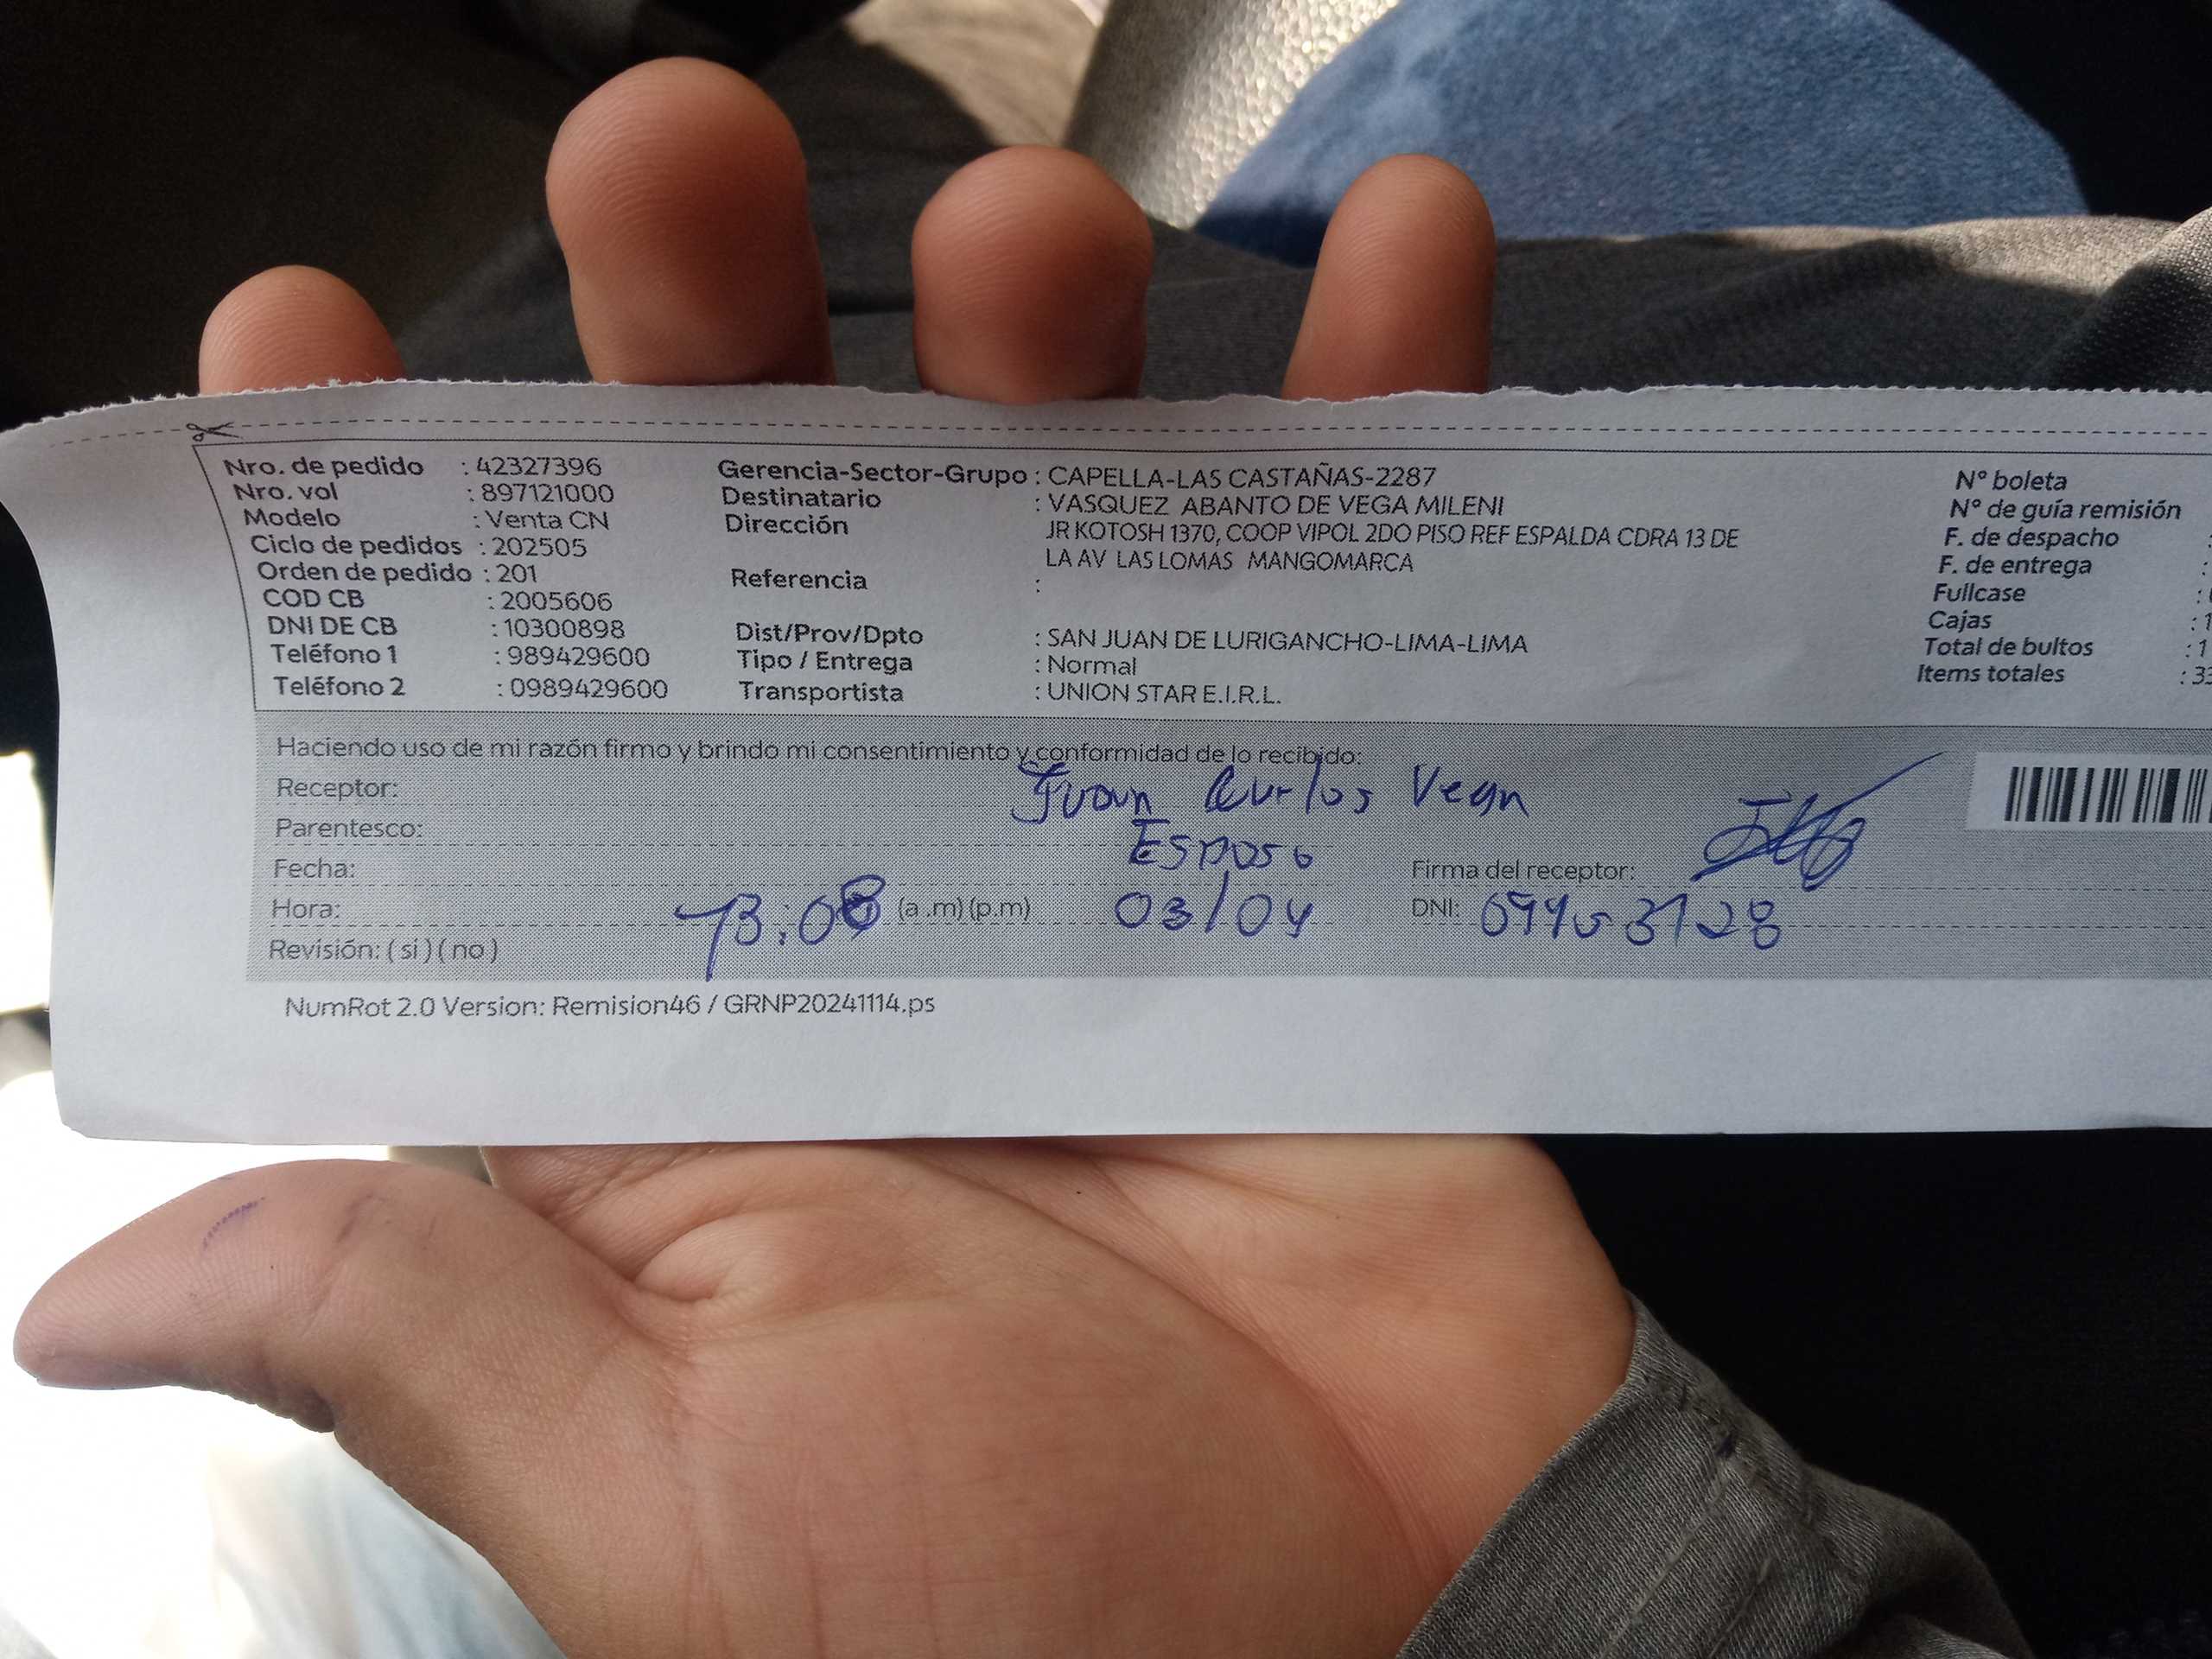 Nro. de pedido : 42327396
Nro. vol : 897121000
Modelo : Venta CN
Ciclo de pedidos : 202505
Orden de pedido : 201
COD CB : 2005606
DNI DE CB : 10300898
Teléfono 1 : 989429600
Teléfono 2 : 0989429600
Gerencia-Sector-Grupo : CAPELLA-LAS CASTAÑAS-2287
Destinatario : VASQUEZ ABANTO DE VEGA MILENI
Dirección JR KOTOSH 1370, COOP VIPOL 2DO PISO REF ESPALDA CDRA 13 DE
LA AV LAS LOMAS MANGOMARCA
Referencia :
Dist/Prov/Dpto : SAN JUAN DE LURIGANCHO-LIMA-LIMA
Tipo / Entrega : Normal
Transportista : UNION STAR E.I.R.L.
N° boleta
N° de guía remisión
F. de despacho :
F. de entrega :
Fullcase :
Cajas : 1
Total de bultos : 1
Items totales : 33
Haciendo uso de mi razón firmo y brindo mi consentimiento y conformidad de lo recibido:
Receptor: Juan Carlos Vega
Parentesco: Esposo
Fecha: 03/04
Firma del receptor:
Hora: 13:08 (a .m) (p.m)
DNI:
Revisión: ( si ) ( no )
NumRot 2.0 Version: Remision46 / GRNP20241114.ps